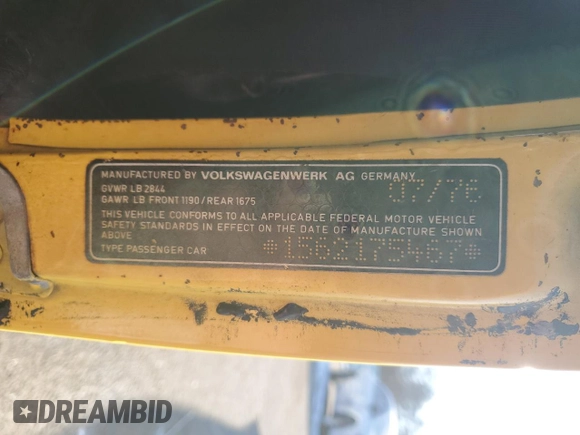 MANUFACTURED BY VOLKSWAGENWERK AG GERMANY 07/76
GVWR LB 2844
GAWR LB FRONT 1190/REAR 1675
THIS VEHICLE CONFORMS TO ALL APPLICABLE FEDERAL MOTOR VEHICLE
SAFETY STANDARDS IN EFFECT ON THE DATE OF MANUFACTURE SHOWN
ABOVE
TYPE PASSENGER CAR *1562175467*
DREAMBID